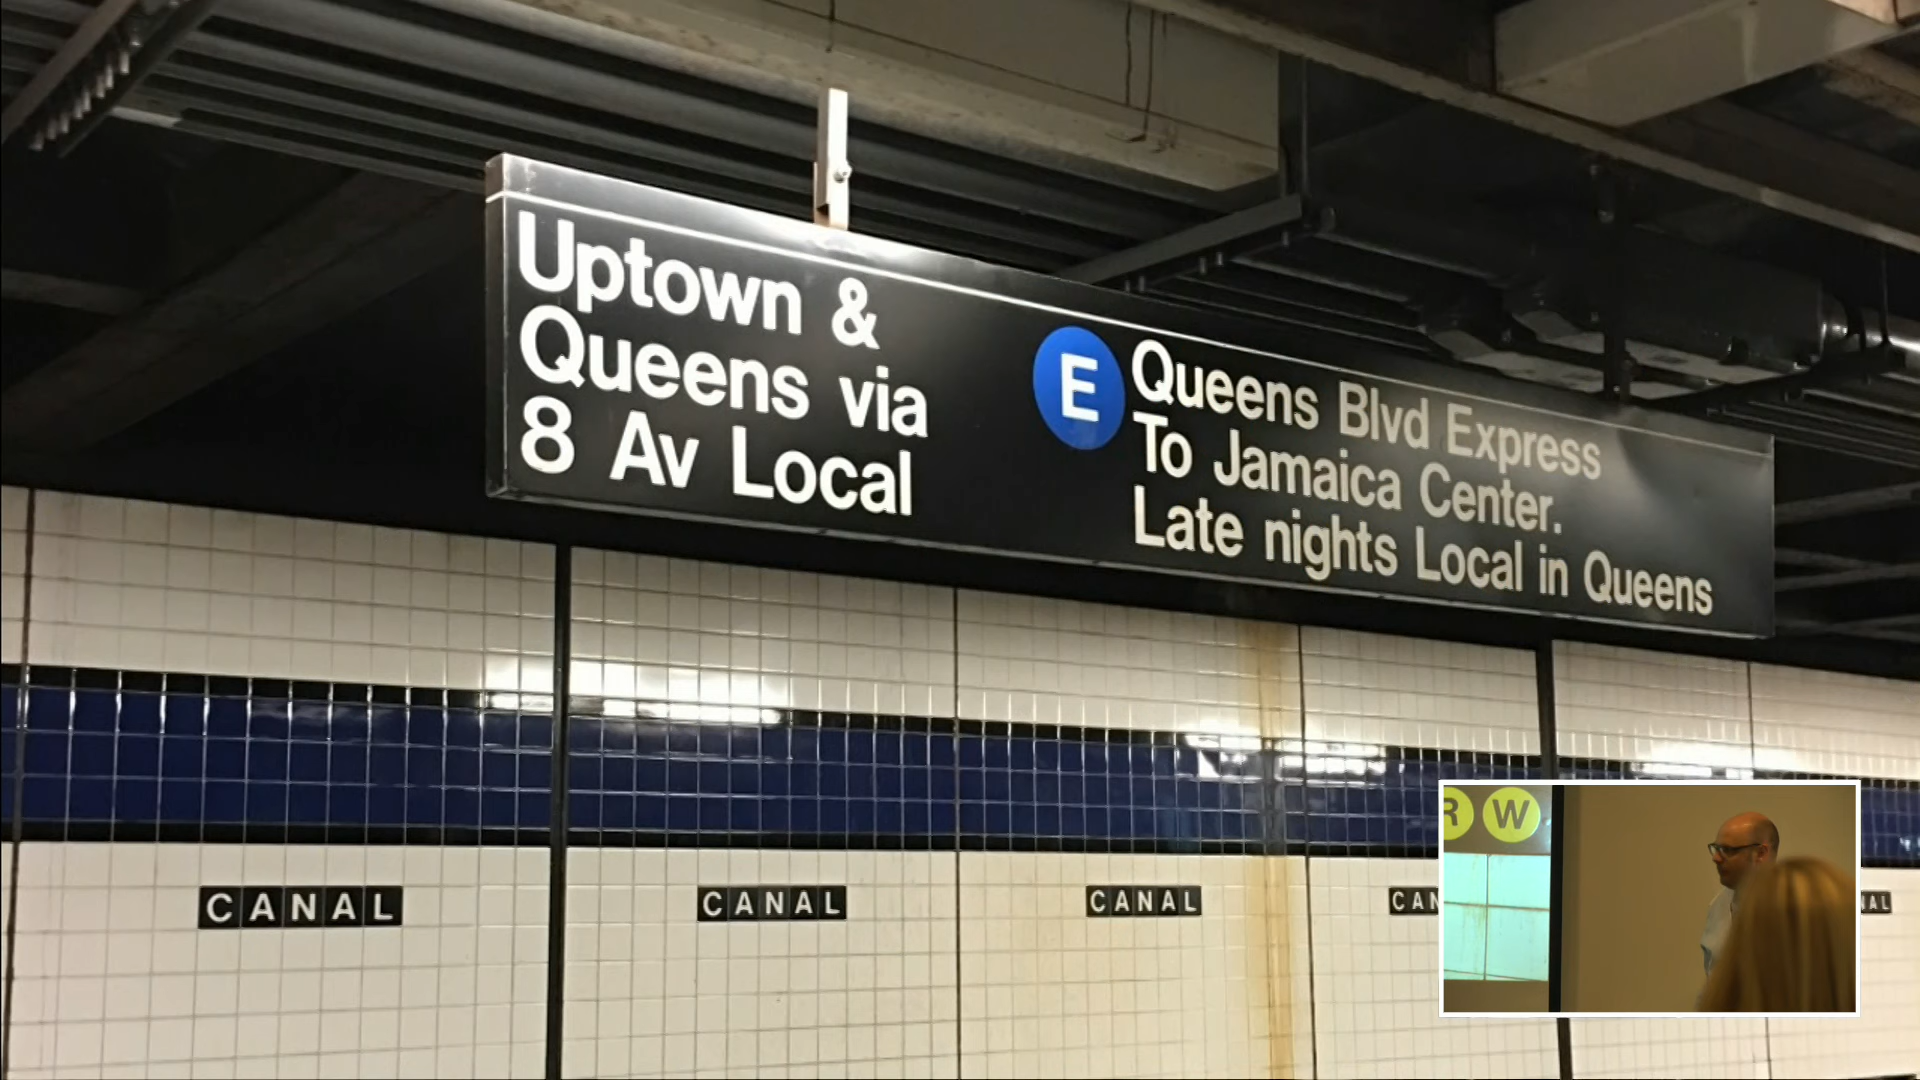 Uptown &
Queens via
8 Av Local
E
Queens Blvd Express
To Jamaica Center.
Late nights Local in Queens
CANAL
CANAL
CANAL
R W